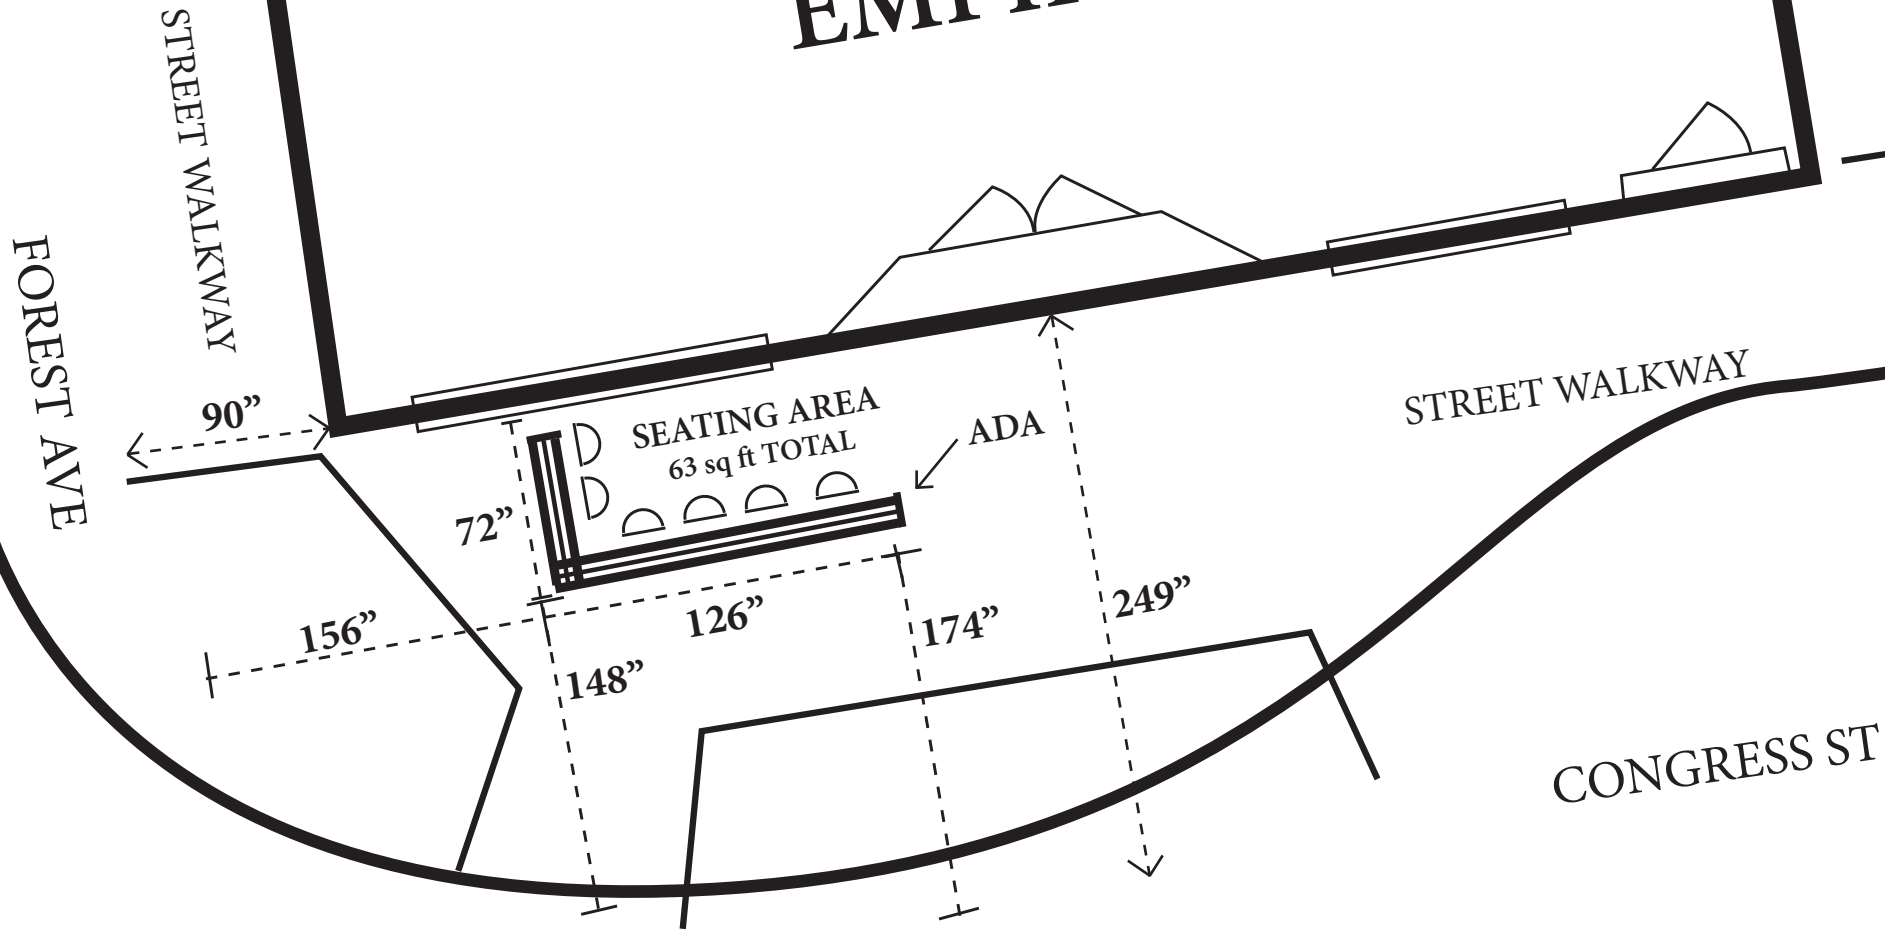 STREET WALKWAY
FOREST AVE
90”
SEATING AREA
63 sq ft TOTAL
ADA
STREET WALKWAY
72”
156”
126”
148”
174”
249”
CONGRESS ST